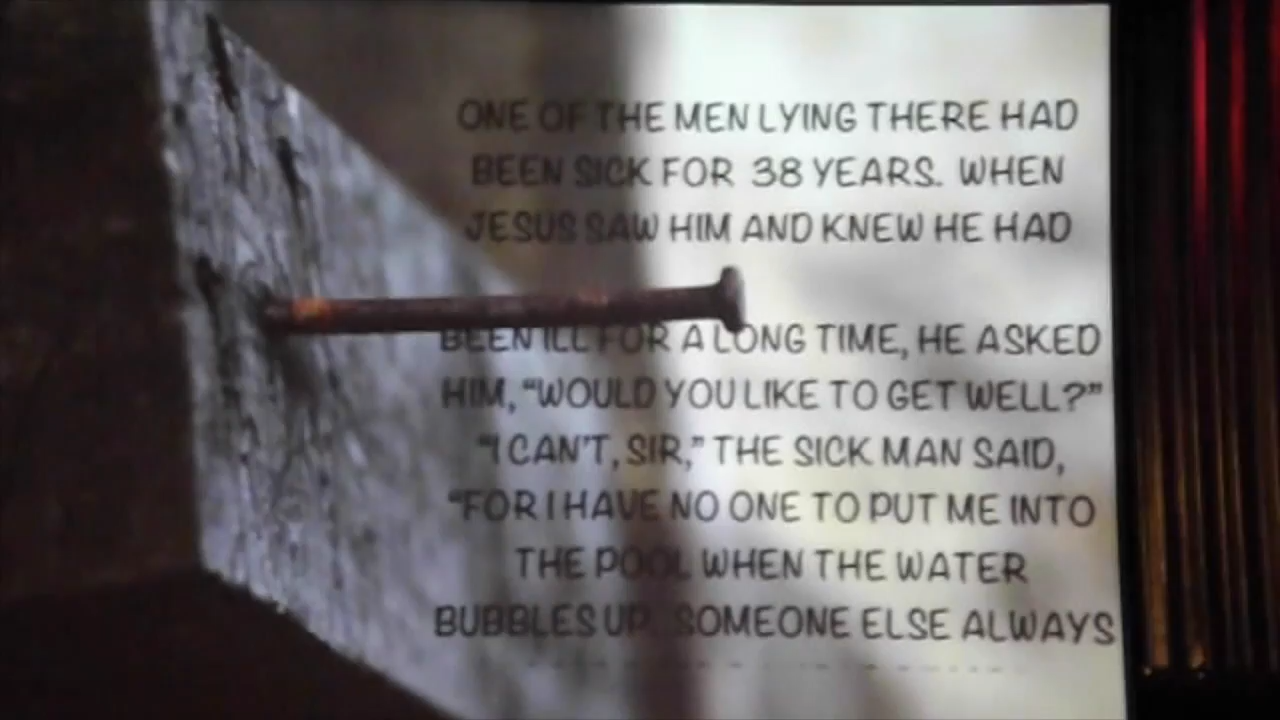 ONE OF THE MEN LYING THERE HAD
BEEN SICK FOR 38 YEARS. WHEN
JESUS SAW HIM AND KNEW HE HAD
BEEN ILL FOR A LONG TIME, HE ASKED
HIM, “WOULD YOU LIKE TO GET WELL?”
“I CAN'T, SIR,” THE SICK MAN SAID,
“FOR I HAVE NO ONE TO PUT ME INTO
THE POOL WHEN THE WATER
BUBBLES UP. SOMEONE ELSE ALWAYS